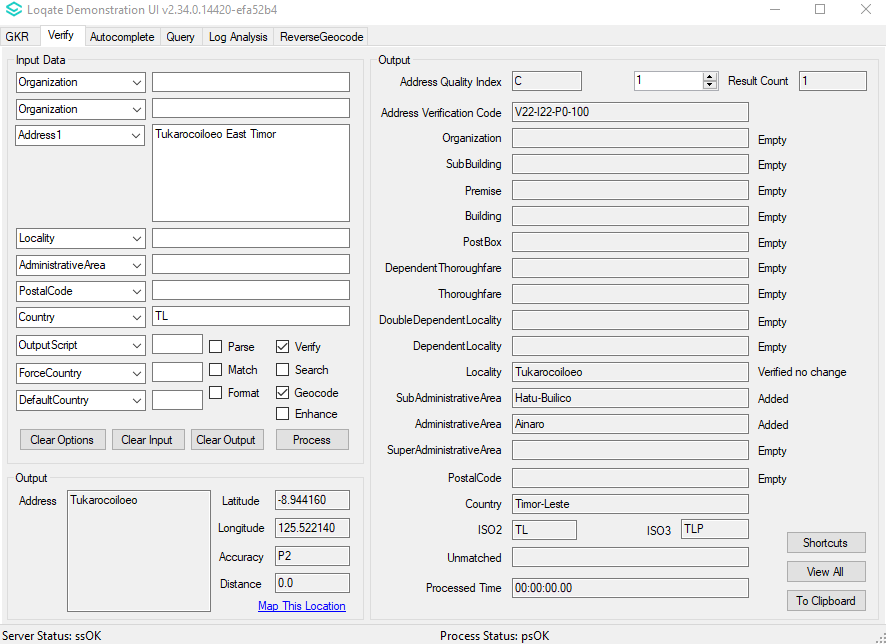 Loqate Demonstration UI v2.34.0.14420-efa52b4
GKR Verify Autocomplete Query Log Analysis ReverseGeocode
Input Data
Organization
Organization
Address1 Tukarocoiloeo East Timor
Locality
AdministrativeArea
PostalCode
Country TL
OutputScript Parse Verify
ForceCountry Match Search
DefaultCountry Format Geocode
Enhance
Clear Options Clear Input Clear Output Process
Output
Address Tukarocoiloeo
Latitude -8.944160
Longitude 125.522140
Accuracy P2
Distance 0.0
Map This Location
Output
Address Quality Index C 1 Result Count 1
Address Verification Code V22-I22-P0-100
Organization Empty
SubBuilding Empty
Premise Empty
Building Empty
PostBox Empty
DependentThoroughfare Empty
Thoroughfare Empty
DoubleDependentLocality Empty
DependentLocality Empty
Locality Tukarocoiloeo Verified no change
SubAdministrativeArea Hatu-Builico Added
AdministrativeArea Ainaro Added
SuperAdministrativeArea Empty
PostalCode Empty
Country Timor-Leste
ISO2 TL ISO3 TLP
Unmatched
Processed Time 00:00:00.00
Shortcuts
View All
To Clipboard
Server Status: ssOK Process Status: psOK